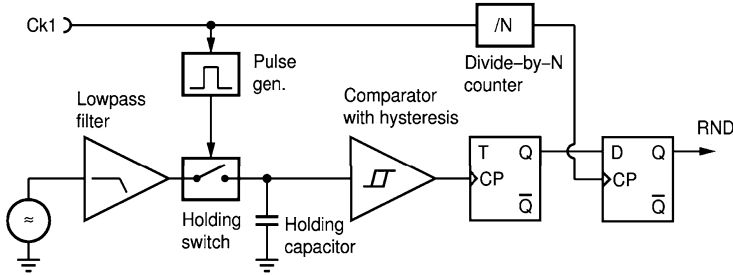 Ck1
/N
Pulse
gen.
Divide–by–N
counter
Lowpass
filter
Comparator
with hysteresis
RND
T Q
CP
Q
D Q
CP
Q
≈
Holding
switch
Holding
capacitor